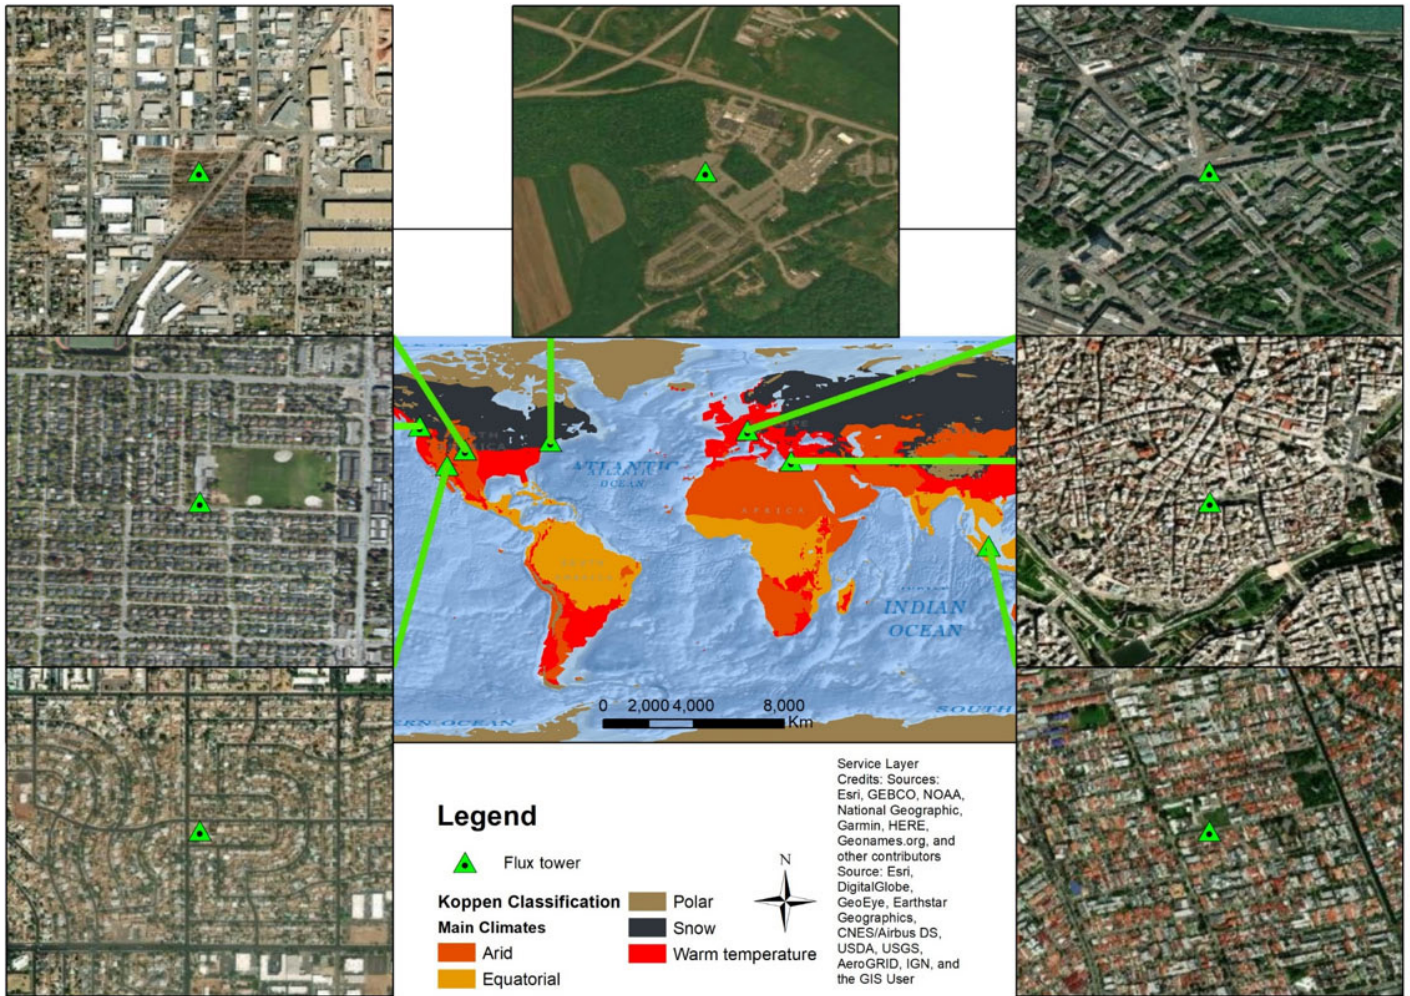 ATLANTIC
OCEAN
AFRICA
INDIAN
OCEAN
ERN OCEAN
SOUTH
0 2,000 4,000 8,000
Km
Legend
Flux tower
Koppen Classification
Main Climates
Arid
Equatorial
Polar
Snow
Warm temperature
N
Service Layer
Credits: Sources:
Esri, GEBCO, NOAA,
National Geographic,
Garmin, HERE,
Geonames.org, and
other contributors
Source: Esri,
DigitalGlobe,
GeoEye, Earthstar
Geographics,
CNES/Airbus DS,
USDA, USGS,
AeroGRID, IGN, and
the GIS User